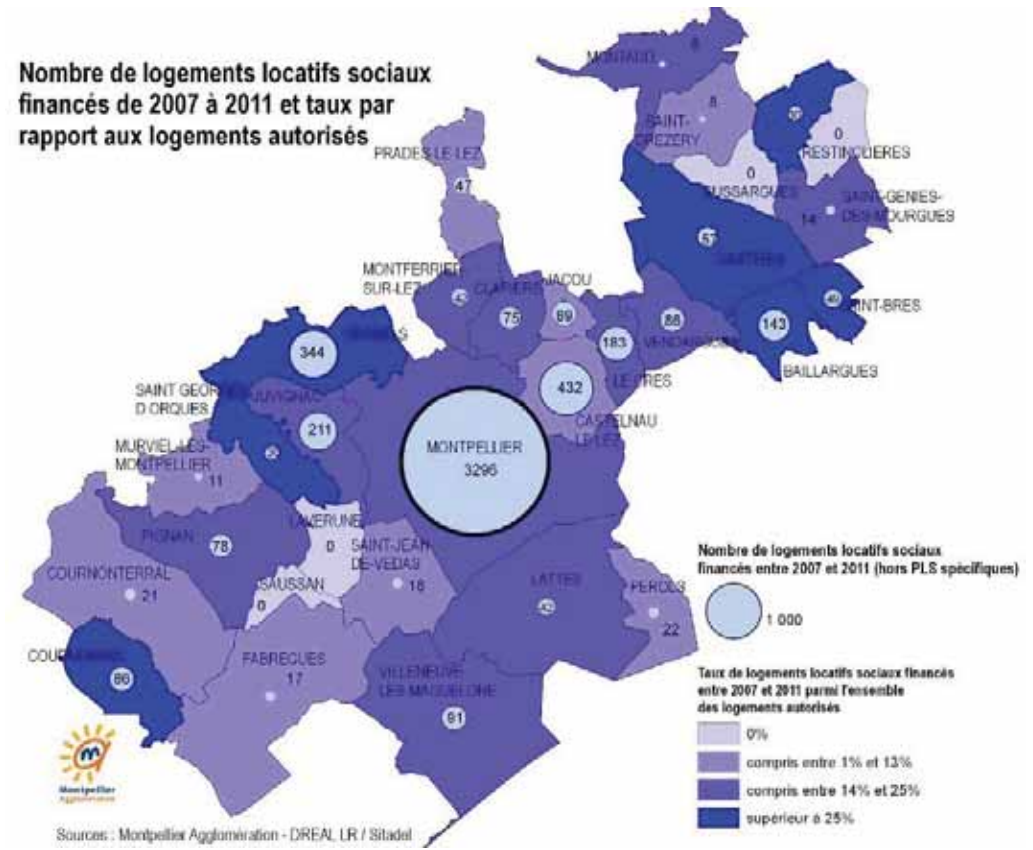 Nombre de logements locatifs sociaux
financés de 2007 à 2011 et taux par
rapport aux logements autorisés
MONTAUD
8
SAINT-
DREZERY
0
RESTINCLIERES
0
SUSSARGUES
SAINT-GENIES-
DES-MOURGUES
14
PRADES-LE-LEZ
47
57
MONTFERRIER
SUR-LEZ
CLAPIERS
75
JACOU
69
88
VENDARGUES
143
BAILLARGUES
183
LE CRES
432
CASTELNAU
LE LEZ
344
SAINT GEORGES
D ORQUES
JUVIGNAC
211
MONTPELLIER
3296
MURVIEL-LES-
MONTPELLIER
11
PIGNAN
78
LAVERUNE
0
SAINT-JEAN
DE-VEDAS
18
SAUSSAN
0
COURNONTERRAL
21
LATTES
PEROLS
22
86
FABREGUES
17
VILLENEUVE
LES-MAGUELONE
91
Nombre de logements locatifs sociaux
financés entre 2007 et 2011 (hors PLS spécifiques)
1 000
Taux de logements locatifs sociaux financés
entre 2007 et 2011 parmi l'ensemble
des logements autorisés
0%
compris entre 1% et 13%
compris entre 14% et 25%
supérieur à 25%
Montpellier
Agglomération
Sources : Montpellier Agglomération - DREAL LR / Sitadel